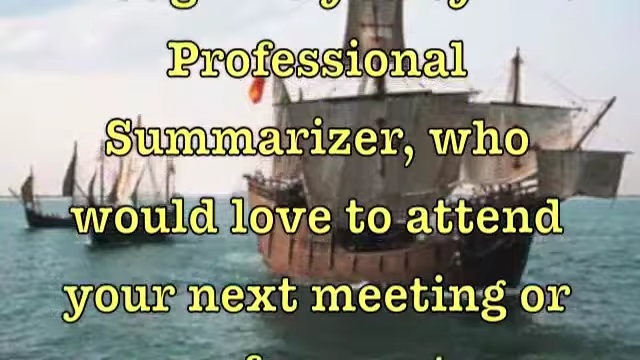 Professional
Summarizer, who
would love to attend
your next meeting or